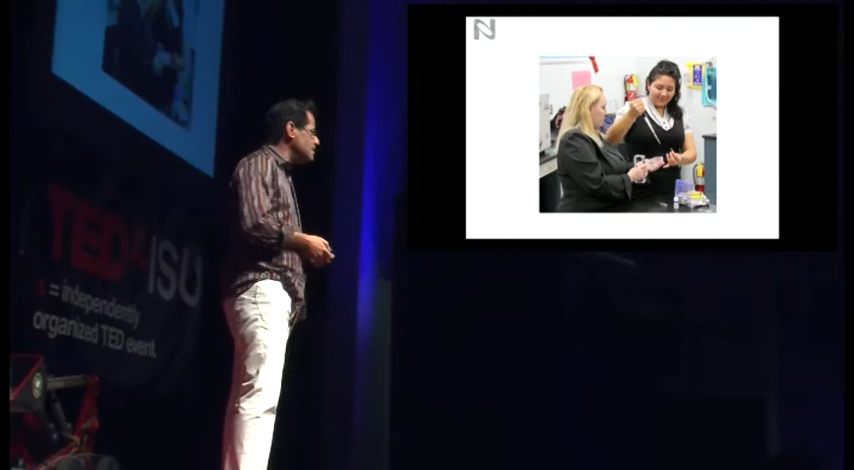 TEDxISU
x = independently
organized TED event
N